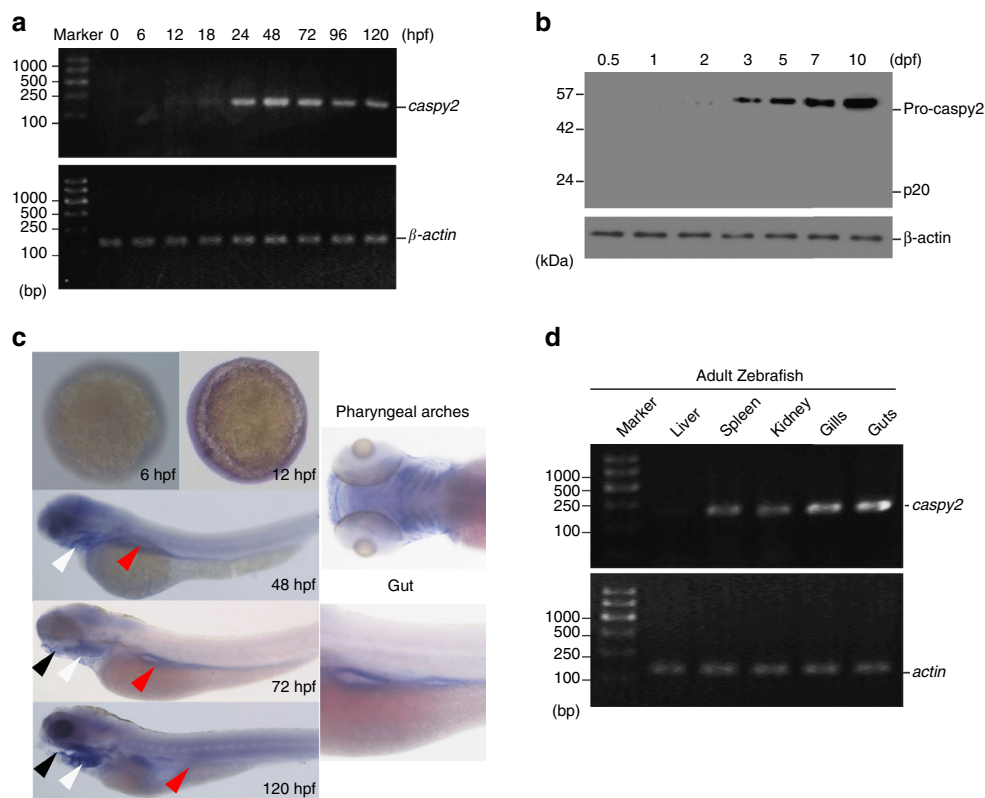 a
Marker 0 6 12 18 24 48 72 96 120 (hpf)
1000
500
250
100
caspy2
1000
500
250
100
β-actin
(bp)
b
0.5 1 2 3 5 7 10 (dpf)
57
42
24
Pro-caspy2
p20
β-actin
(kDa)
c
6 hpf
12 hpf
48 hpf
72 hpf
120 hpf
Pharyngeal arches
Gut
d
Adult Zebrafish
Marker Liver Spleen Kidney Gills Guts
1000
500
250
100
caspy2
1000
500
250
100
actin
(bp)